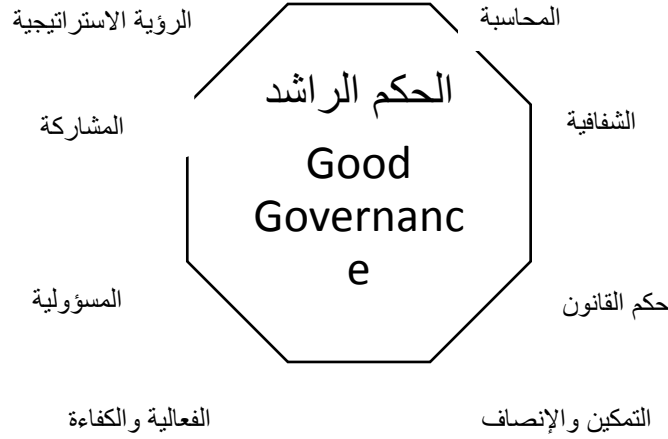 المحاسبة
الرؤية الاستراتيجية
الحكم الراشد
الشفافية
المشاركة
Good
Governanc
e
حكم القانون
المسؤولية
التمكين والإنصاف
الفعالية والكفاءة